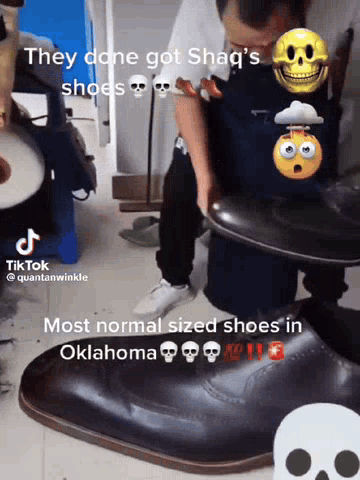 They done got Shaq's
shoes💀💀👞👞
TikTok
@quantanwinkle
Most normal sized shoes in
Oklahoma💀💀💀💯‼️🚨